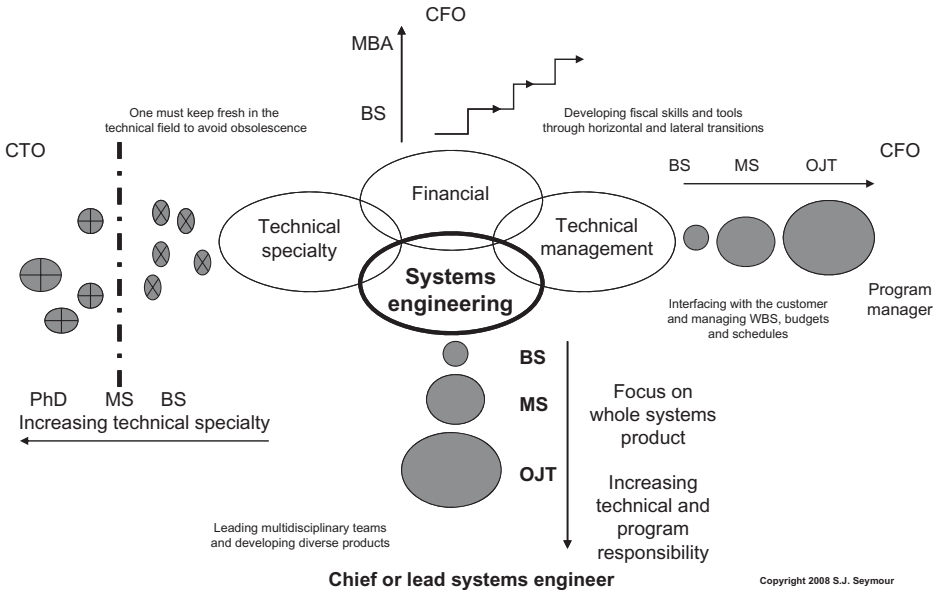 CFO
MBA
BS
One must keep fresh in the
technical field to avoid obsolescence
Developing fiscal skills and tools
through horizontal and lateral transitions
CTO
CFO
BS MS OJT
Financial
Technical
specialty
Technical
management
Systems
engineering
Program
manager
Interfacing with the customer
and managing WBS, budgets
and schedules
PhD MS BS
Increasing technical specialty
BS
MS
OJT
Focus on
whole systems
product
Increasing
technical and
program
responsibility
Leading multidisciplinary teams
and developing diverse products
Chief or lead systems engineer
Copyright 2008 S.J. Seymour